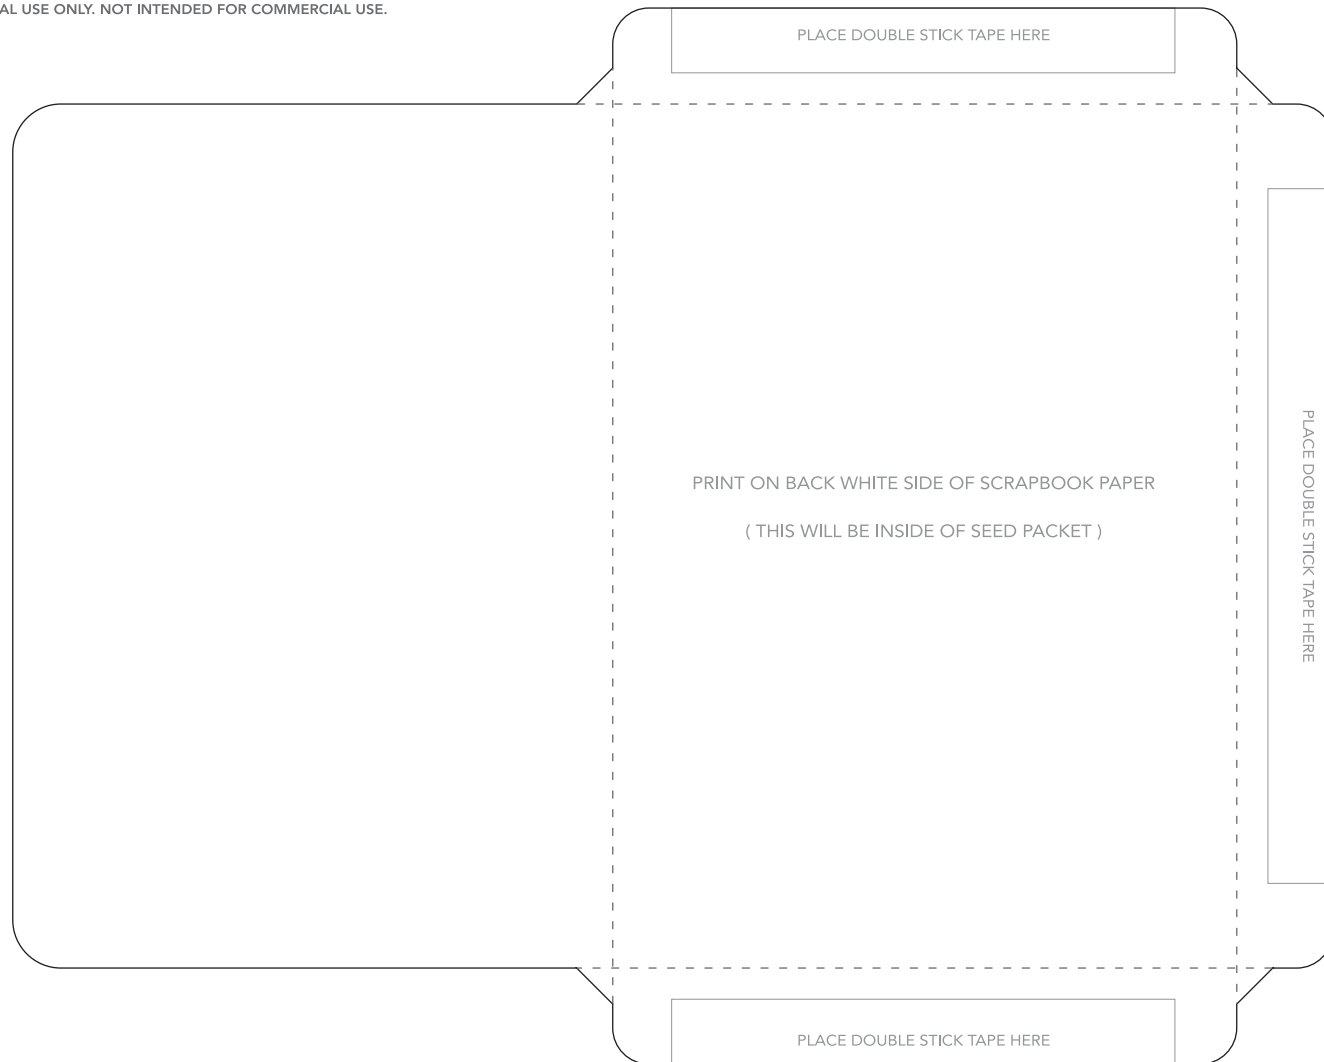 AL USE ONLY. NOT INTENDED FOR COMMERCIAL USE.
PLACE DOUBLE STICK TAPE HERE
PRINT ON BACK WHITE SIDE OF SCRAPBOOK PAPER
( THIS WILL BE INSIDE OF SEED PACKET )
PLACE DOUBLE STICK TAPE HERE
PLACE DOUBLE STICK TAPE HERE